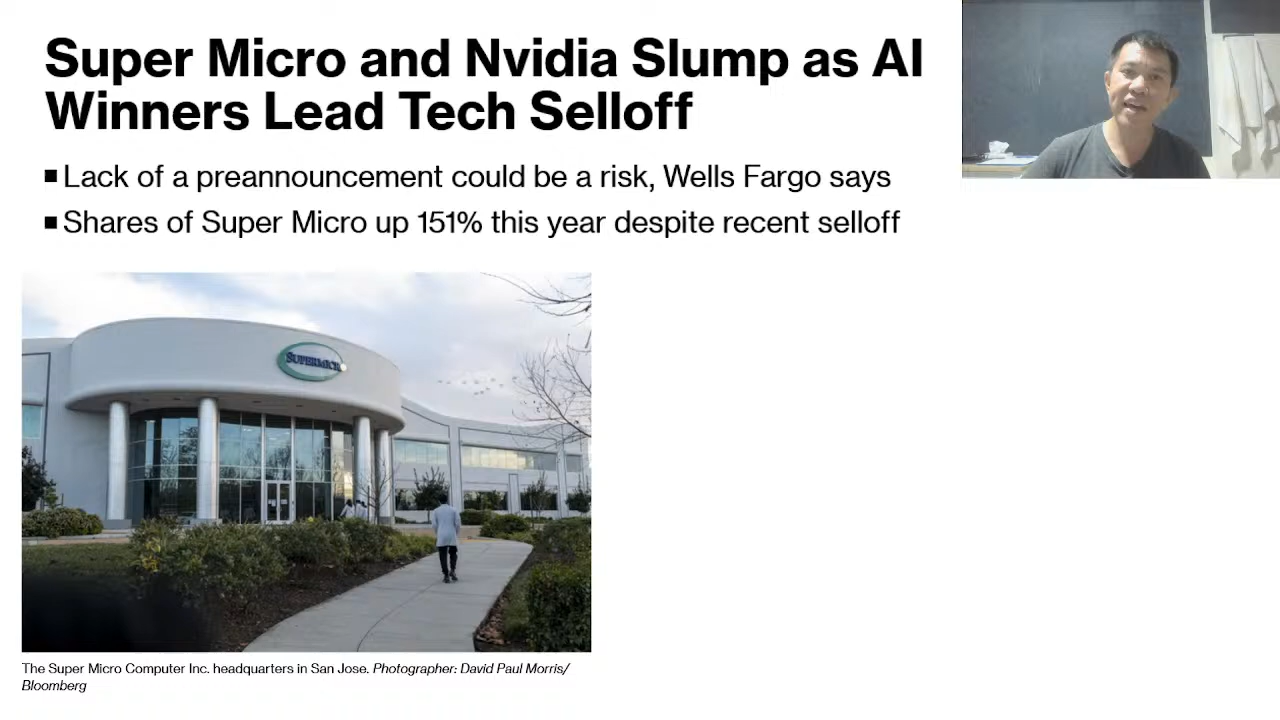 Super Micro and Nvidia Slump as AI
Winners Lead Tech Selloff
■ Lack of a preannouncement could be a risk, Wells Fargo says
■ Shares of Super Micro up 151% this year despite recent selloff
SUPERMICRO
The Super Micro Computer Inc. headquarters in San Jose. Photographer: David Paul Morris/
Bloomberg